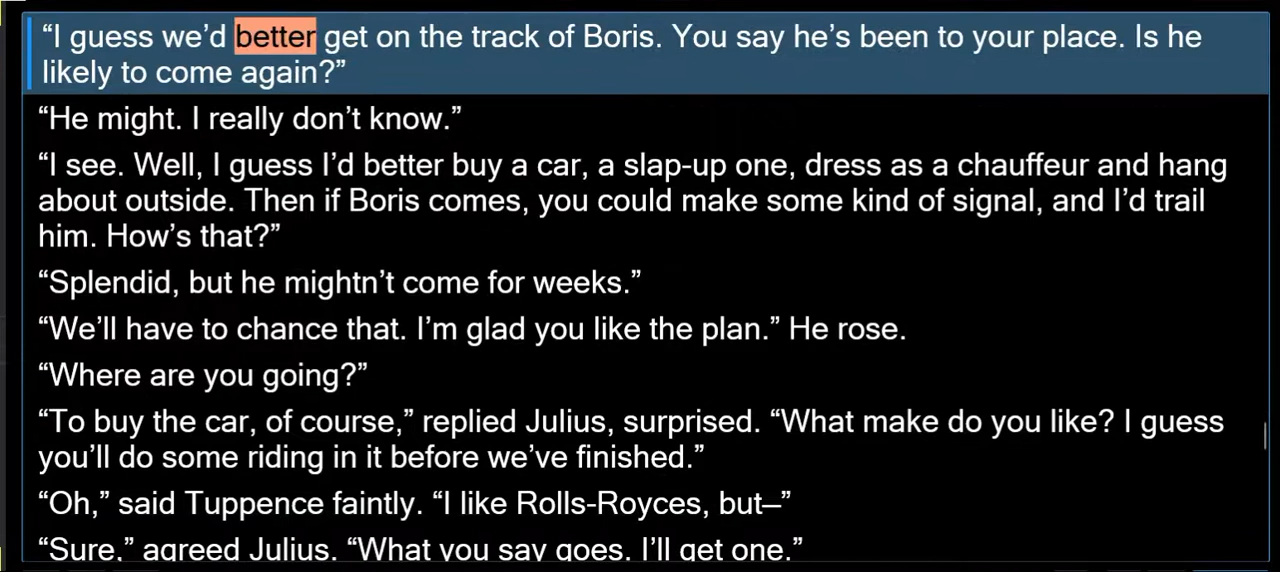 “I guess we’d better get on the track of Boris. You say he’s been to your place. Is he
likely to come again?”
“He might. I really don’t know.”
“I see. Well, I guess I’d better buy a car, a slap-up one, dress as a chauffeur and hang
about outside. Then if Boris comes, you could make some kind of signal, and I’d trail
him. How’s that?”
“Splendid, but he mightn’t come for weeks.”
“We’ll have to chance that. I’m glad you like the plan.” He rose.
“Where are you going?”
“To buy the car, of course,” replied Julius, surprised. “What make do you like? I guess
you’ll do some riding in it before we’ve finished.”
“Oh,” said Tuppence faintly. “I like Rolls-Royces, but—”
“Sure,” agreed Julius. “What you say goes. I’ll get one.”